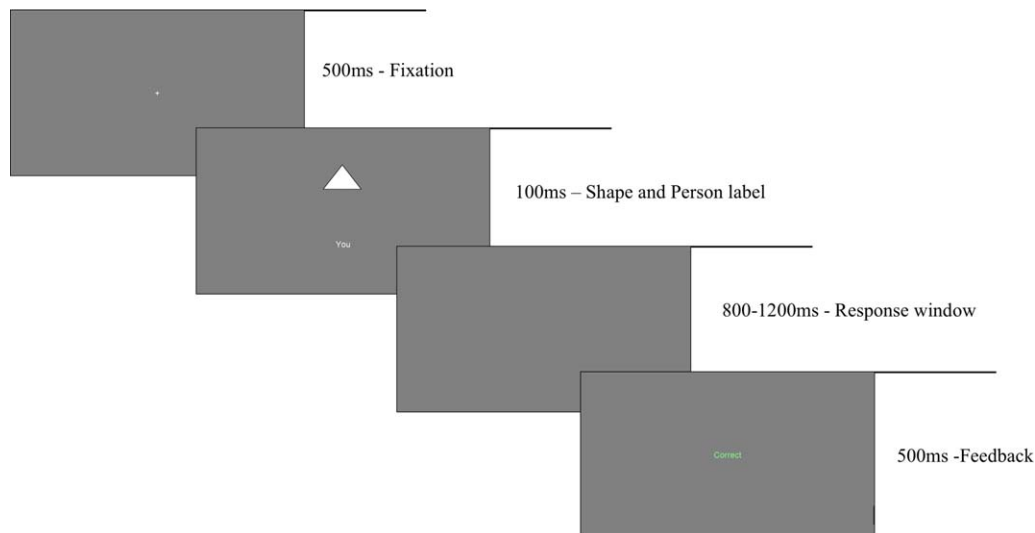 500ms - Fixation
100ms – Shape and Person label
You
800-1200ms - Response window
Correct
500ms -Feedback